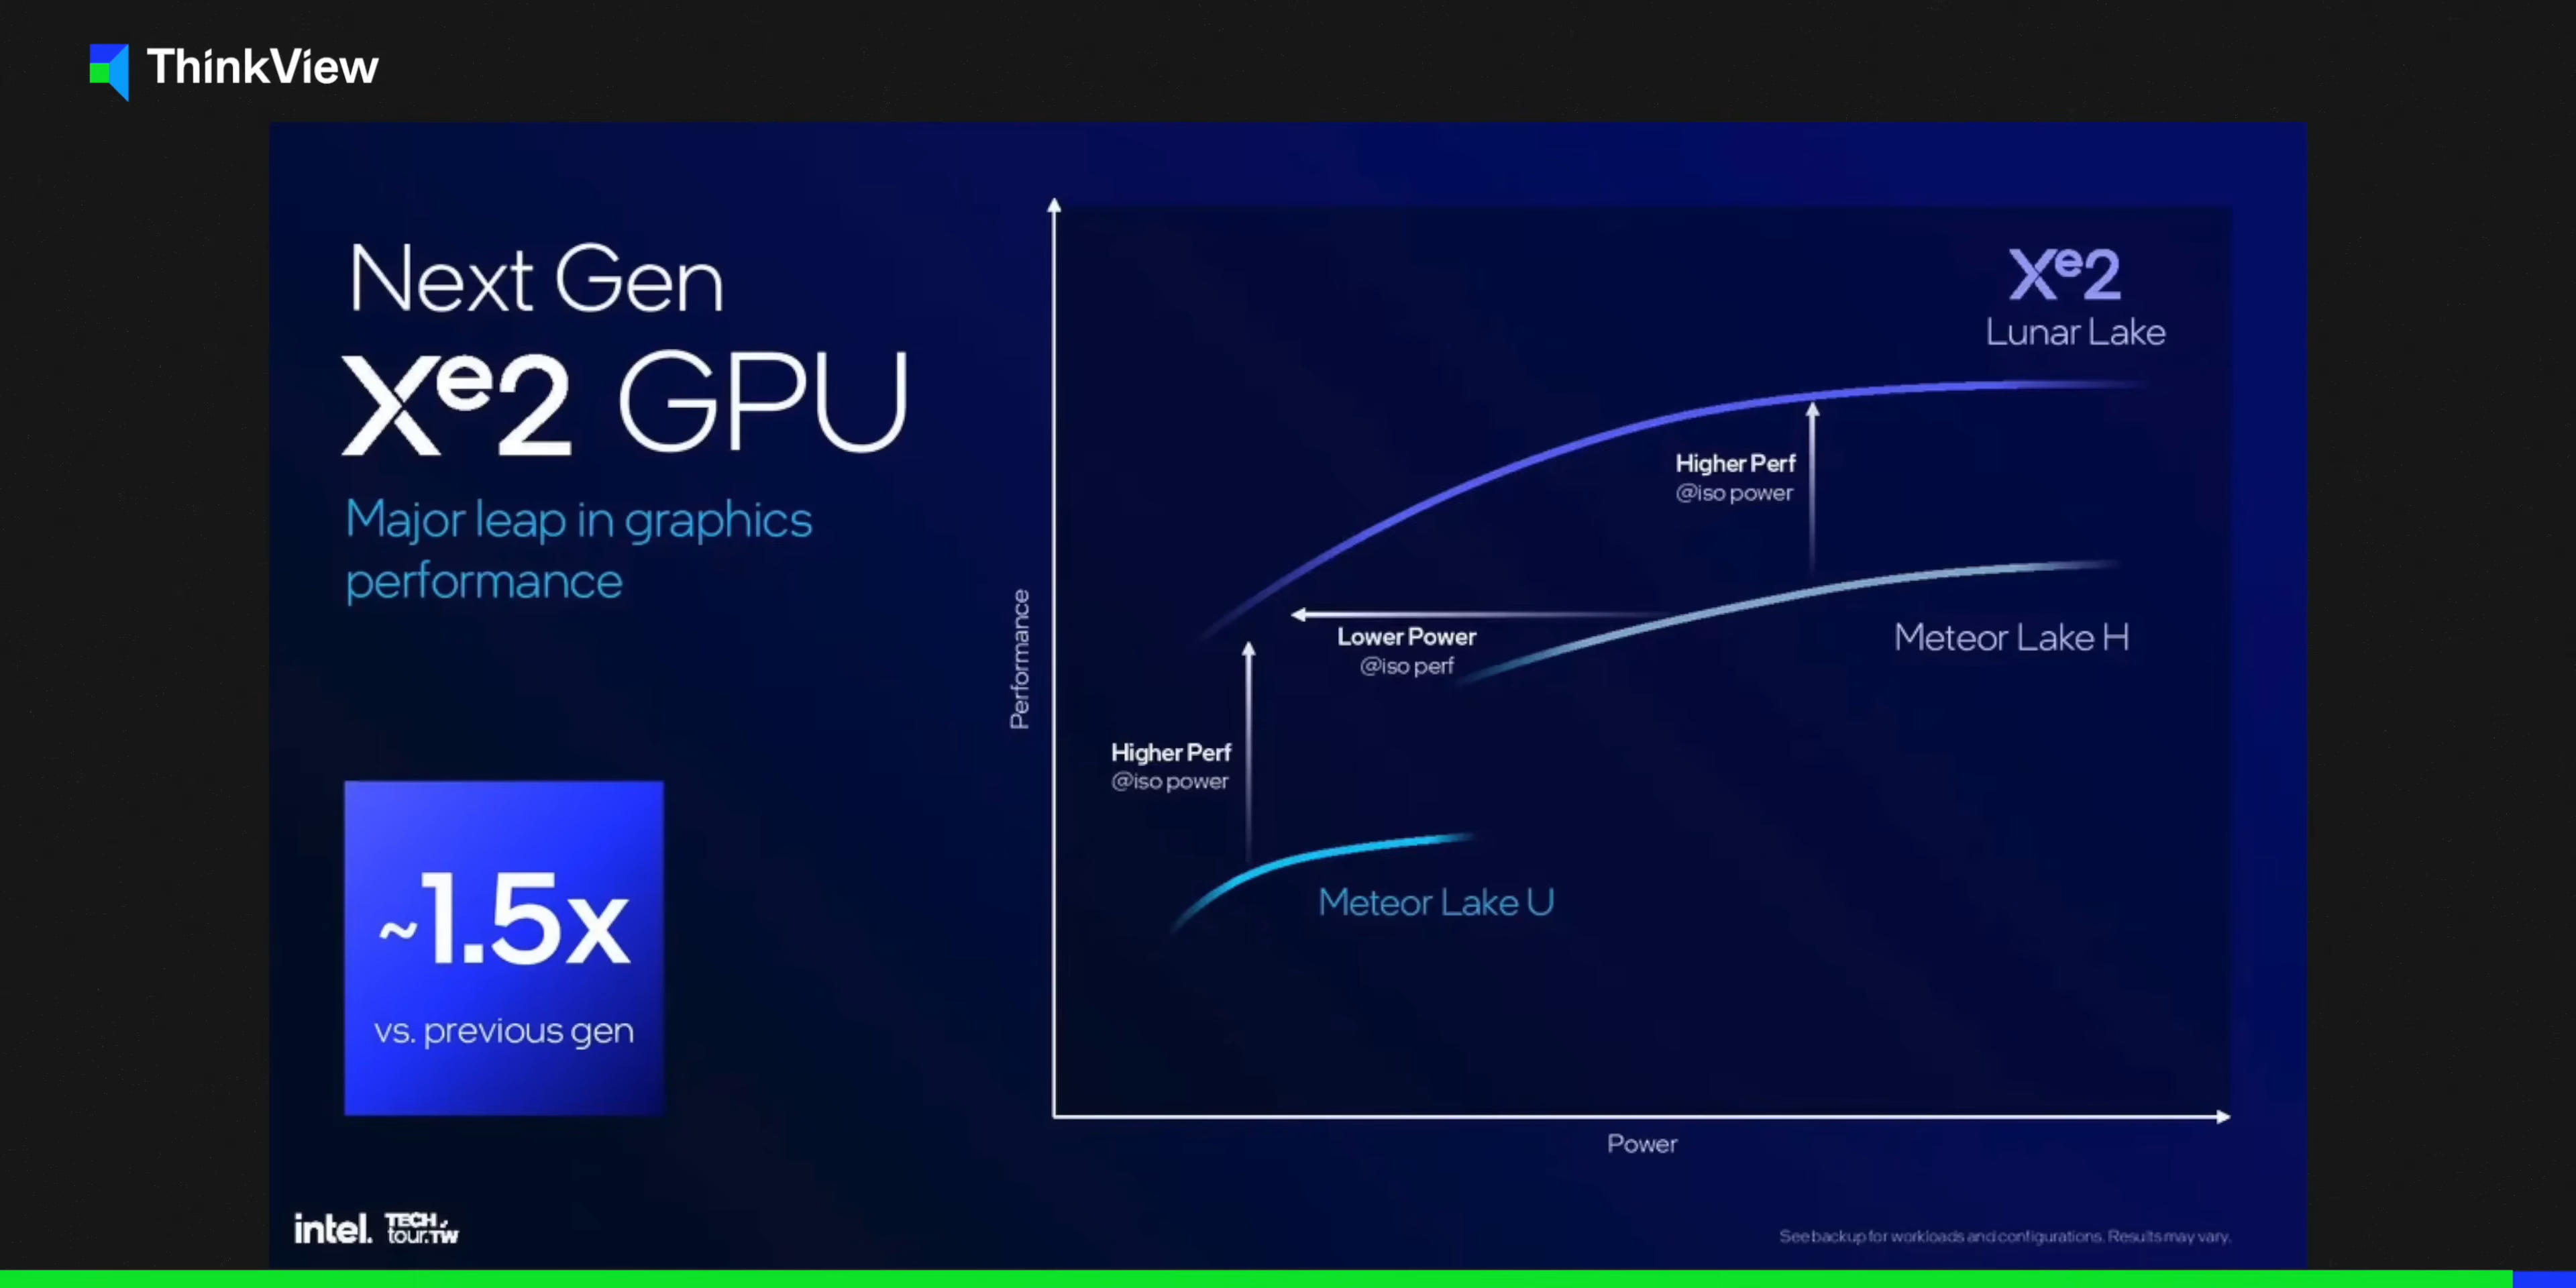 ThinkView
Next Gen
Xe2 GPU
Major leap in graphics
performance
~1.5x
vs. previous gen
Performance
Xe2
Lunar Lake
Higher Perf
@iso power
Lower Power
@iso perf
Meteor Lake H
Higher Perf
@iso power
Meteor Lake U
Power
intel.
TECH
tour.TW
See backup for workloads and configurations. Results may vary.